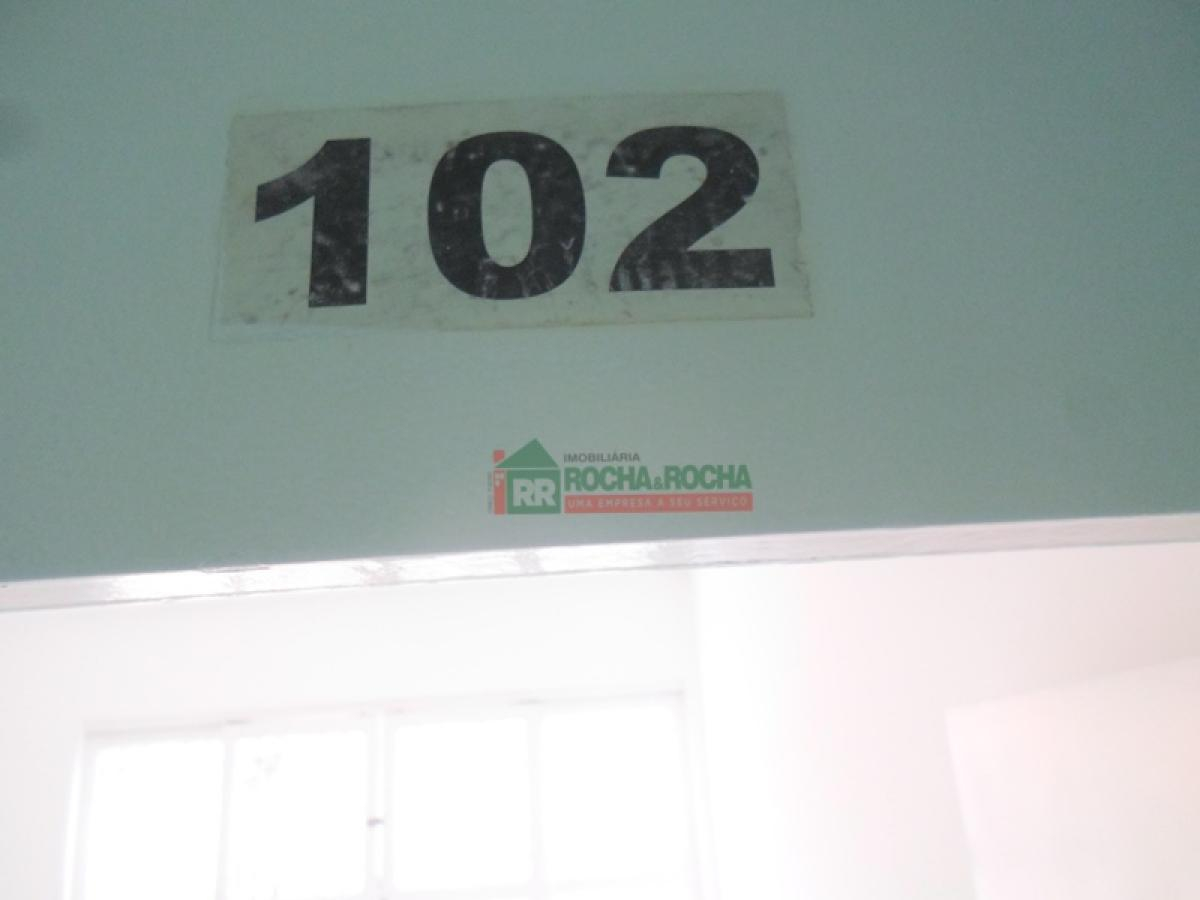 102
IMOBILIÁRIA
RR ROCHA&ROCHA
UMA EMPRESA A SEU SERVIÇO